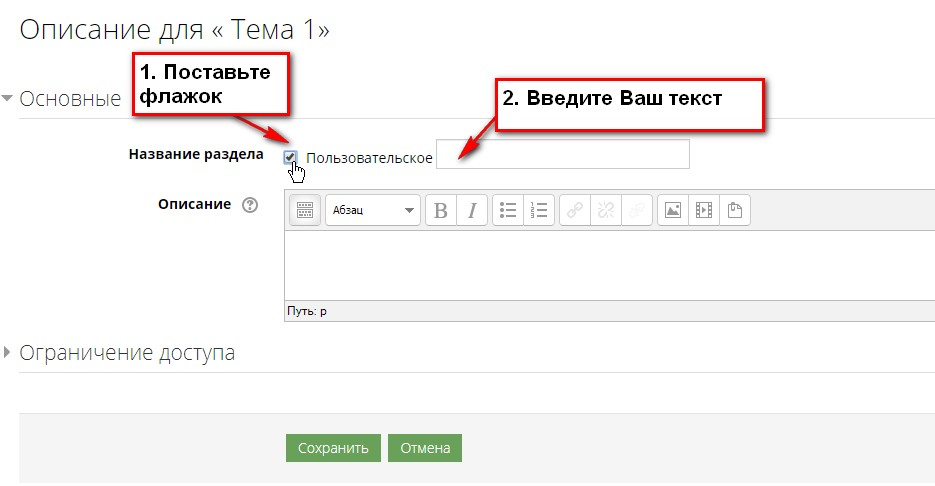 Описание для « Тема 1»
1. Поставьте
флажок
2. Введите Ваш текст
Основные
Название раздела
Пользовательское
Описание
Абзац
B I
Путь: p
Ограничение доступа
Сохранить Отмена